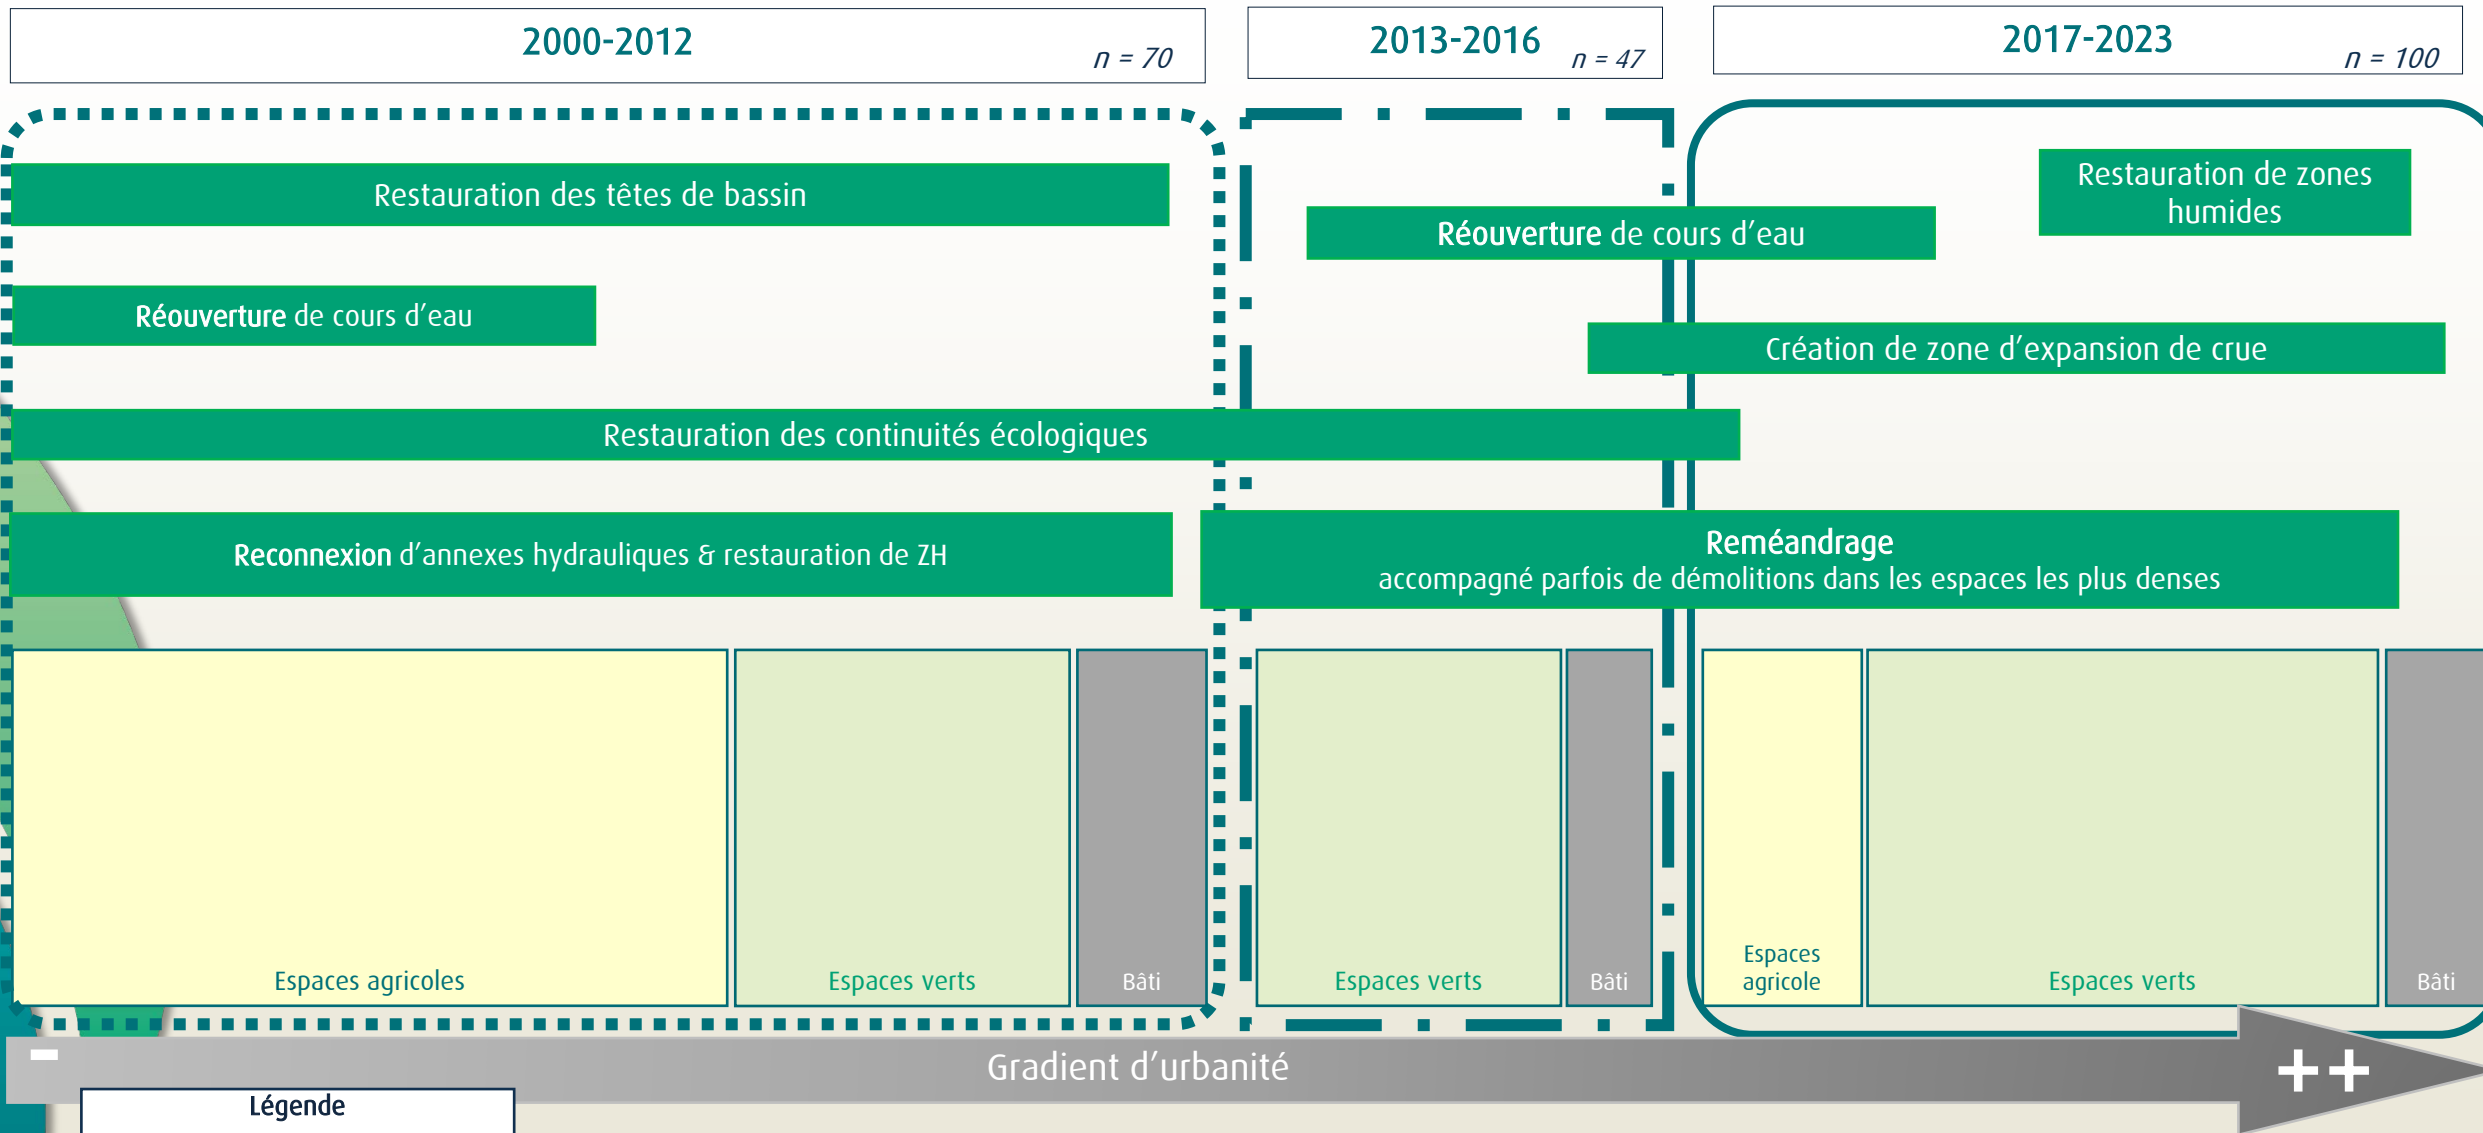 2000-2012
n = 70
2013-2016
n = 47
2017-2023
n = 100
Restauration des têtes de bassin
Restauration de zones
humides
Réouverture de cours d'eau
Réouverture de cours d'eau
Création de zone d'expansion de crue
Restauration des continuités écologiques
Reconnexion d'annexes hydrauliques & restauration de ZH
Reméandrage
accompagné parfois de démolitions dans les espaces les plus denses
Espaces agricoles
Espaces verts
Bâti
Espaces verts
Bâti
Espaces
agricole
Espaces verts
Bâti
-
Gradient d'urbanité
++
Légende